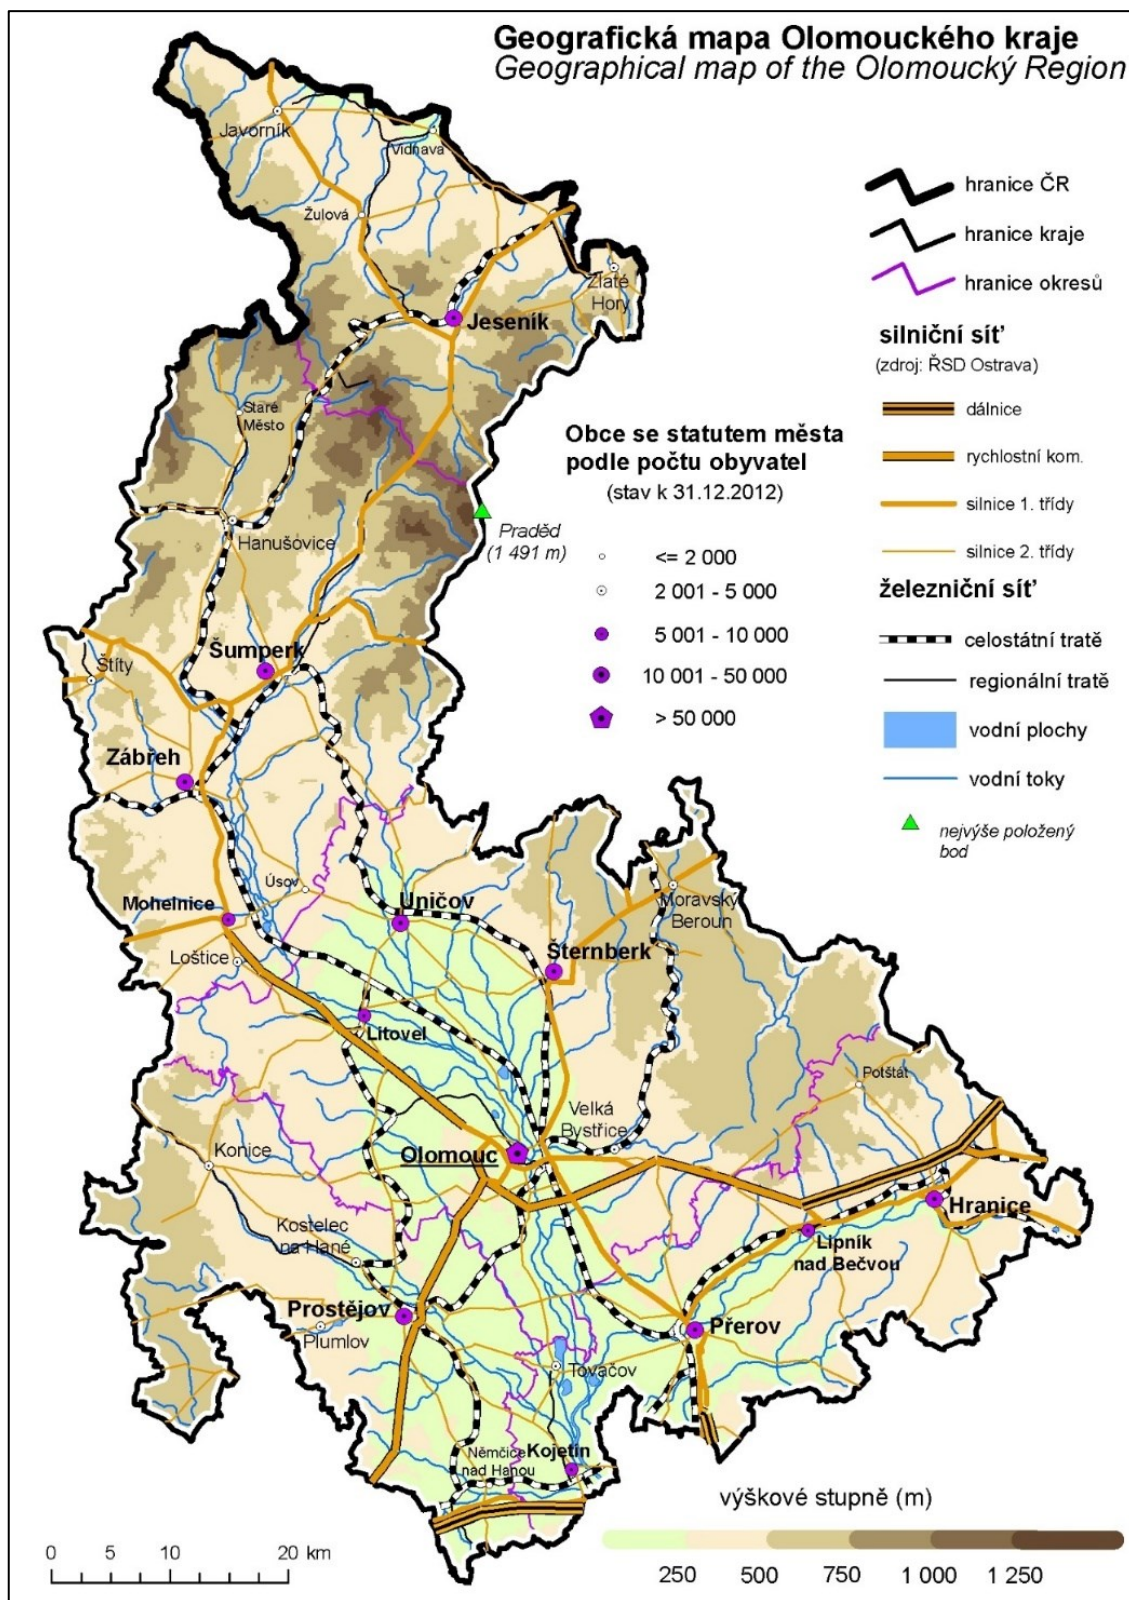 Geografická mapa Olomouckého kraje
Geographical map of the Olomoucký Region
hranice ČR
hranice kraje
hranice okresů
silniční síť
(zdroj: ŘSD Ostrava)
dálnice
rychlostní kom.
silnice 1. třídy
silnice 2. třídy
železniční síť
celostátní tratě
regionální tratě
vodní plochy
vodní toky
nejvýše položený
bod
Obce se statutem města
podle počtu obyvatel
(stav k 31.12.2012)
<= 2 000
2 001 - 5 000
5 001 - 10 000
10 001 - 50 000
> 50 000
Javorník
Vidnava
Žulová
Zlaté
Hory
Jeseník
Staré
Město
Praděd
(1 491 m)
Hanušovice
Šumperk
Štíty
Zábřeh
Úsov
Mohelnice
Uničov
Moravský
Beroun
Loštice
Šternberk
Litovel
Potštát
Velká
Bystřice
Konice
Olomouc
Hranice
Kostelec
na Hané
Lipník
nad Bečvou
Prostějov
Plumlov
Přerov
Tovačov
Němčice
nad Hanou
Kojetín
výškové stupně (m)
250 500 750 1 000 1 250
0 5 10 20 km